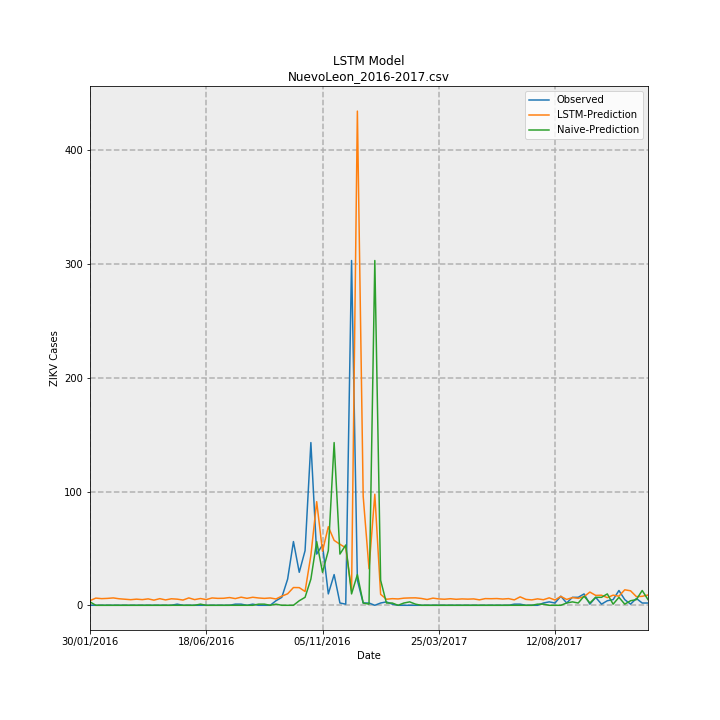 LSTM Model
NuevoLeon_2016-2017.csv
Observed
LSTM-Prediction
Naive-Prediction
400
300
200
100
0
ZIKV Cases
30/01/2016
18/06/2016
05/11/2016
25/03/2017
12/08/2017
Date